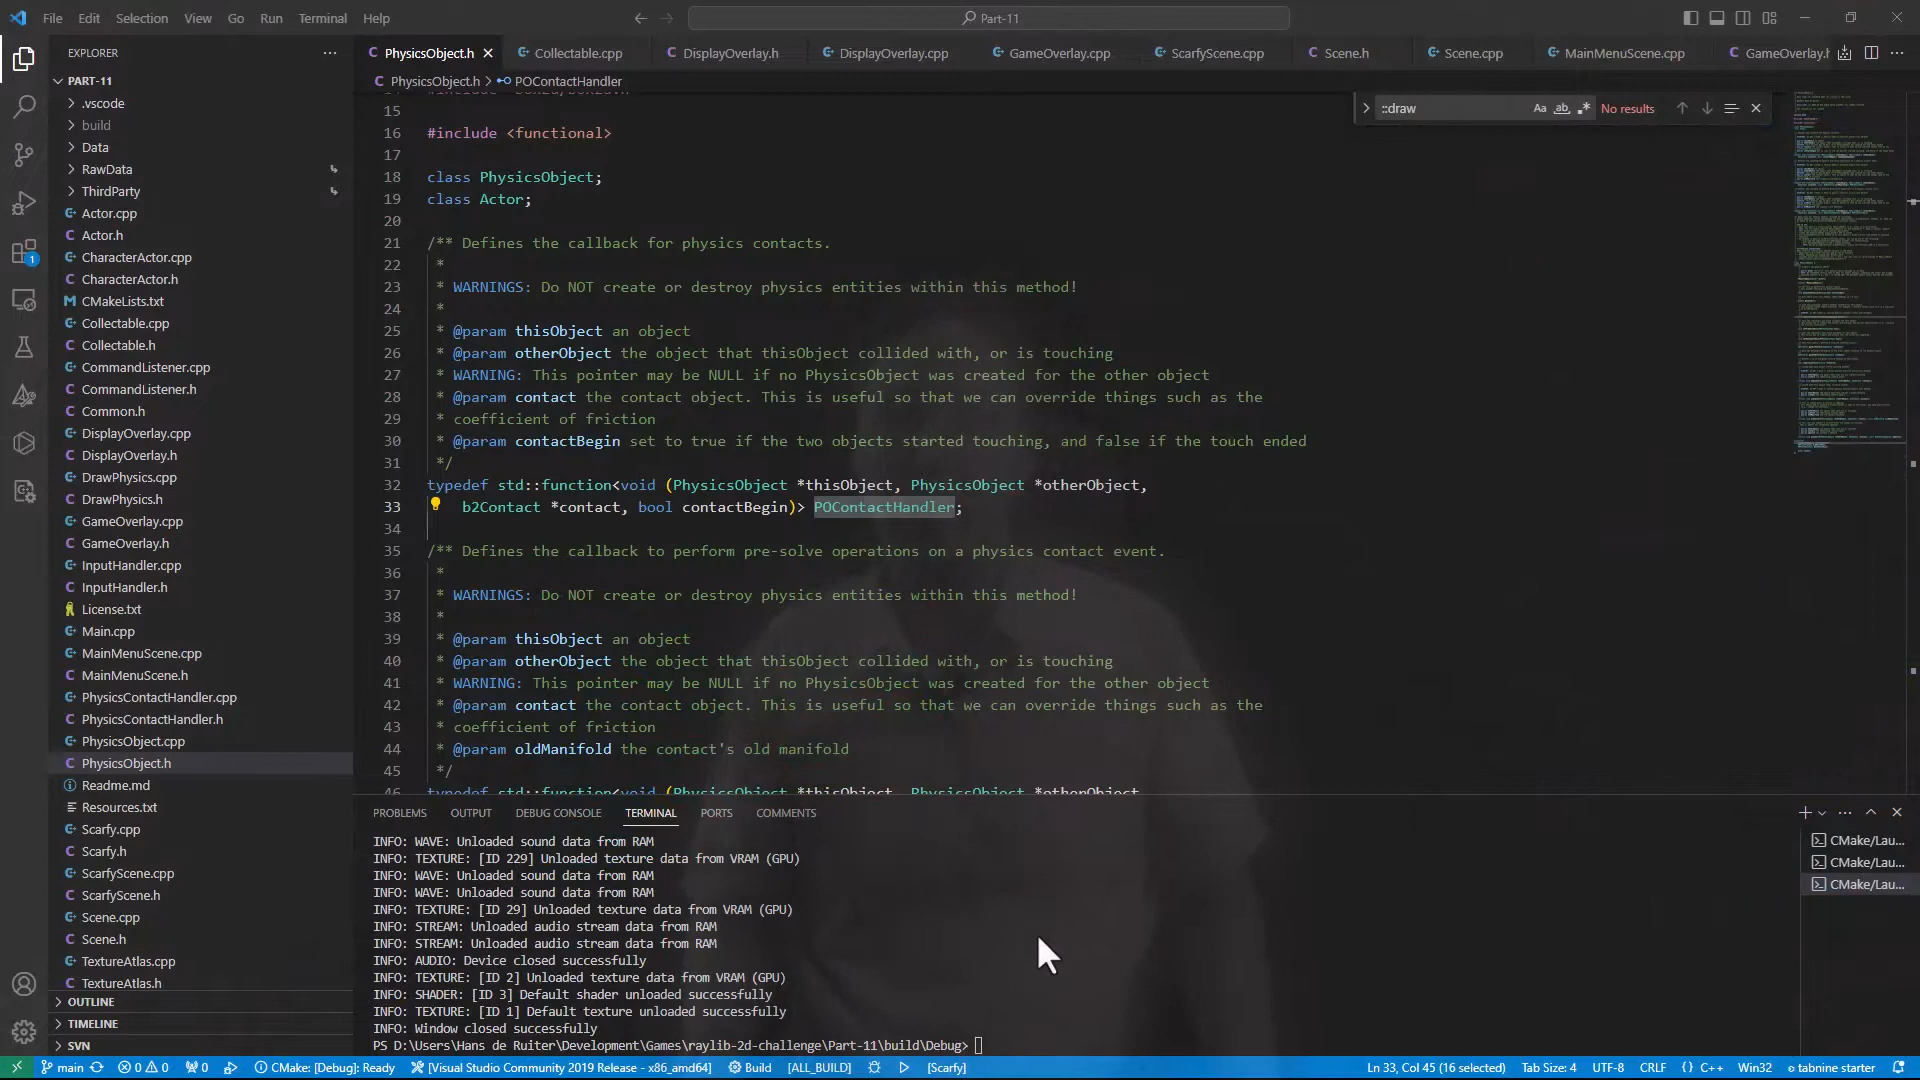 File Edit Selection View Go Run Terminal Help
Part-11
EXPLORER
PhysicsObject.h
Collectable.cpp
DisplayOverlay.h
DisplayOverlay.cpp
GameOverlay.cpp
ScarfyScene.cpp
Scene.h
Scene.cpp
MainMenuScene.cpp
GameOverlay.h
PhysicsObject.h > POContactHandler
::draw
Aa ab .* No results
PART-11
.vscode
build
Data
RawData
ThirdParty
Actor.cpp
Actor.h
CharacterActor.cpp
CharacterActor.h
CMakeLists.txt
Collectable.cpp
Collectable.h
CommandListener.cpp
CommandListener.h
Common.h
DisplayOverlay.cpp
DisplayOverlay.h
DrawPhysics.cpp
DrawPhysics.h
GameOverlay.cpp
GameOverlay.h
InputHandler.cpp
InputHandler.h
License.txt
Main.cpp
MainMenuScene.cpp
MainMenuScene.h
PhysicsContactHandler.cpp
PhysicsContactHandler.h
PhysicsObject.cpp
PhysicsObject.h
Readme.md
Resources.txt
Scarfy.cpp
Scarfy.h
ScarfyScene.cpp
ScarfyScene.h
Scene.cpp
Scene.h
TextureAtlas.cpp
TextureAtlas.h
OUTLINE
TIMELINE
SVN
15
16 #include <functional>
17
18 class PhysicsObject;
19 class Actor;
20
21 /** Defines the callback for physics contacts.
22 *
23 * WARNINGS: Do NOT create or destroy physics entities within this method!
24 *
25 * @param thisObject an object
26 * @param otherObject the object that thisObject collided with, or is touching
27 * WARNING: This pointer may be NULL if no PhysicsObject was created for the other object
28 * @param contact the contact object. This is useful so that we can override things such as the
29 * coefficient of friction
30 * @param contactBegin set to true if the two objects started touching, and false if the touch ended
31 */
32 typedef std::function<void (PhysicsObject *thisObject, PhysicsObject *otherObject,
33 b2Contact *contact, bool contactBegin)> POContactHandler;
34
35 /** Defines the callback to perform pre-solve operations on a physics contact event.
36 *
37 * WARNINGS: Do NOT create or destroy physics entities within this method!
38 *
39 * @param thisObject an object
40 * @param otherObject the object that thisObject collided with, or is touching
41 * WARNING: This pointer may be NULL if no PhysicsObject was created for the other object
42 * @param contact the contact object. This is useful so that we can override things such as the
43 * coefficient of friction
44 * @param oldManifold the contact's old manifold
45 */
46 typedef std::function<void (PhysicsObject *thisObject, PhysicsObject *otherObject,
PROBLEMS OUTPUT DEBUG CONSOLE TERMINAL PORTS COMMENTS
INFO: WAVE: Unloaded sound data from RAM
INFO: TEXTURE: [ID 229] Unloaded texture data from VRAM (GPU)
INFO: WAVE: Unloaded sound data from RAM
INFO: WAVE: Unloaded sound data from RAM
INFO: TEXTURE: [ID 29] Unloaded texture data from VRAM (GPU)
INFO: STREAM: Unloaded audio stream data from RAM
INFO: STREAM: Unloaded audio stream data from RAM
INFO: AUDIO: Device closed successfully
INFO: TEXTURE: [ID 2] Unloaded texture data from VRAM (GPU)
INFO: SHADER: [ID 3] Default shader unloaded successfully
INFO: TEXTURE: [ID 1] Default texture unloaded successfully
INFO: Window closed successfully
PS D:\Users\Hans de Ruiter\Development\Games\raylib-2d-challenge\Part-11\build\Debug>
CMake/Lau...
CMake/Lau...
CMake/Lau...
1
main 0 0 0 CMake: [Debug]: Ready [Visual Studio Community 2019 Release - x86_amd64] Build [ALL_BUILD] [Scarfy] Ln 33, Col 45 (16 selected) Tab Size: 4 UTF-8 CRLF {} C++ Win32 tabnine starter